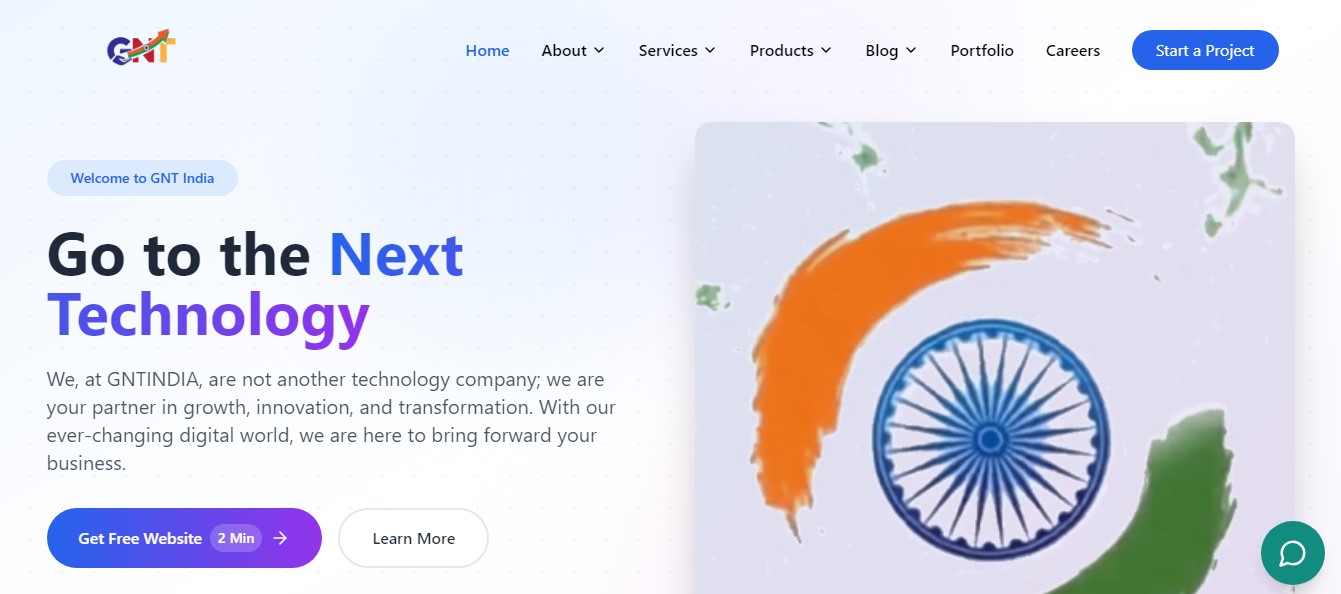 GNT
Home About Services Products Blog Portfolio Careers Start a Project
Welcome to GNT India
Go to the Next
Technology
We, at GNTINDIA, are not another technology company; we are
your partner in growth, innovation, and transformation. With our
ever-changing digital world, we are here to bring forward your
business.
Get Free Website 2 Min Learn More